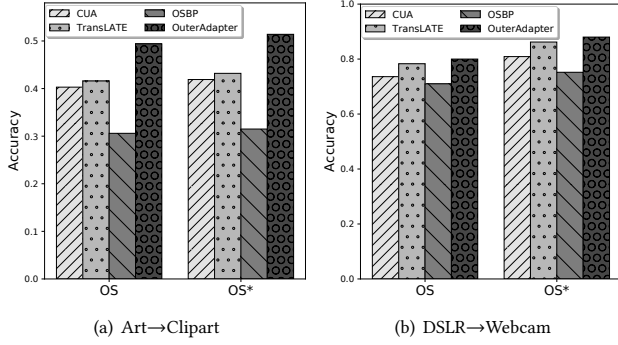 CUA
TransLATE
OSBP
OuterAdapter
0.5
0.4
0.3
0.2
0.1
0.0
Accuracy
OS
OS*
(a) Art→Clipart
CUA
TransLATE
OSBP
OuterAdapter
1.0
0.8
0.6
0.4
0.2
0.0
Accuracy
OS
OS*
(b) DSLR→Webcam